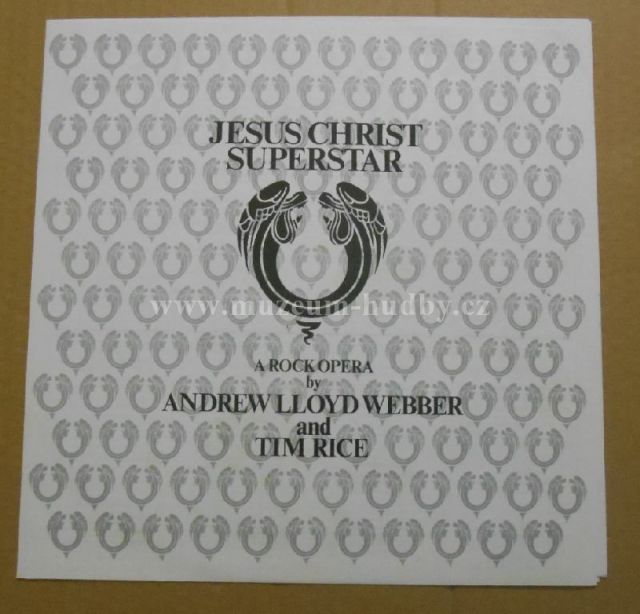 JESUS CHRIST
SUPERSTAR
www.muzeum-hudby.cz
A ROCK OPERA
by
ANDREW LLOYD WEBBER
and
TIM RICE